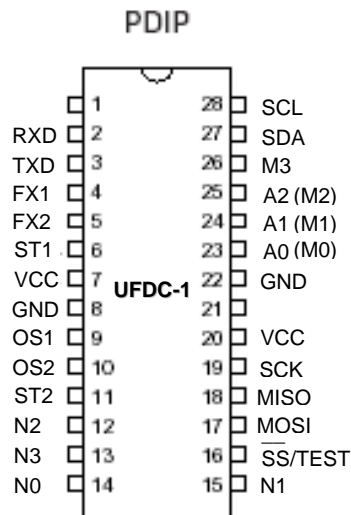 PDIP
1 28 SCL
RXD 2 27 SDA
TXD 3 26 M3
FX1 4 25 A2 (M2)
FX2 5 24 A1 (M1)
ST1 6 23 A0 (M0)
VCC 7 UFDC-1 22 GND
GND 8 21
OS1 9 20 VCC
OS2 10 19 SCK
ST2 11 18 MISO
N2 12 17 MOSI
N3 13 16 S̅S̅/TEST
N0 14 15 N1